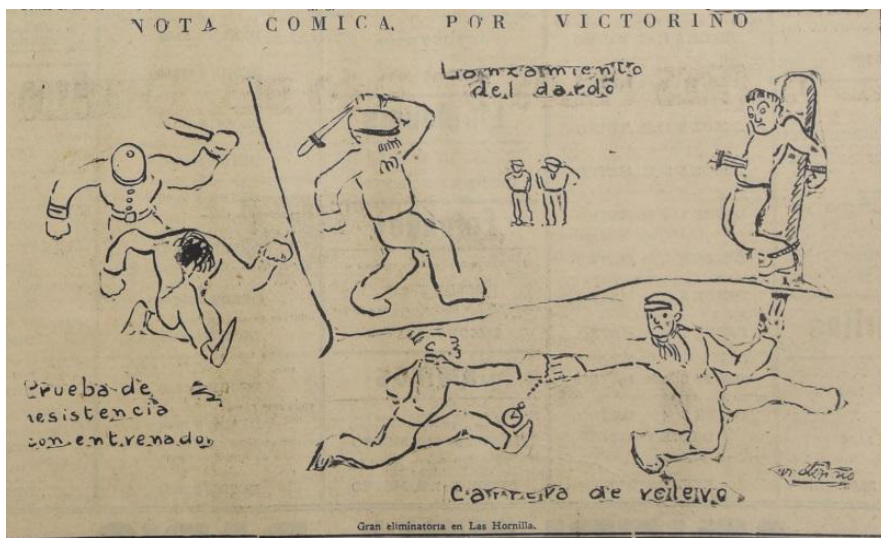 NOTA COMICA, POR VICTORINO
Lanzamiento
del dardo
Prueba de
resistencia
con entrenador
Carrera de relevo
Victorino
Gran eliminatoria en Las Hornilla.